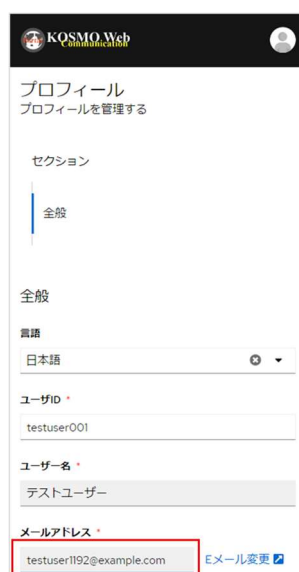 KOSMO Web
Communication
プロフィール
プロフィールを管理する
セクション
全般
全般
言語
日本語
ユーザID *
testuser001
ユーザー名 *
テストユーザー
メールアドレス *
testuser1192@example.com
Eメール変更